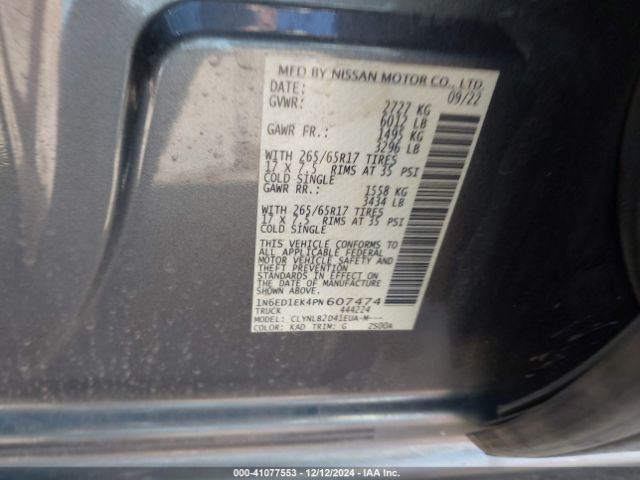 MFD BY NISSAN MOTOR CO., LTD.
DATE: 09/22
GVWR: 2727 KG
6012 LB
GAWR FR.: 1495 KG
3296 LB
WITH 265/65R17 TIRES
17 X 7.5 RIMS AT 35 PSI
COLD SINGLE
GAWR RR.: 1558 KG
3434 LB
WITH 265/65R17 TIRES
17 X 7.5 RIMS AT 35 PSI
COLD SINGLE
THIS VEHICLE CONFORMS TO
ALL APPLICABLE FEDERAL
MOTOR VEHICLE SAFETY AND
THEFT PREVENTION
STANDARDS IN EFFECT ON
THE DATE OF MANUFACTURE
SHOWN ABOVE.
1N6ED1EK4PN607474
TRUCK 444224
MODEL: CLYNLB2D41EUA-M---
COLOR: KAD TRIM: G 2500A
000-41077553 - 12/12/2024 - IAA Inc.